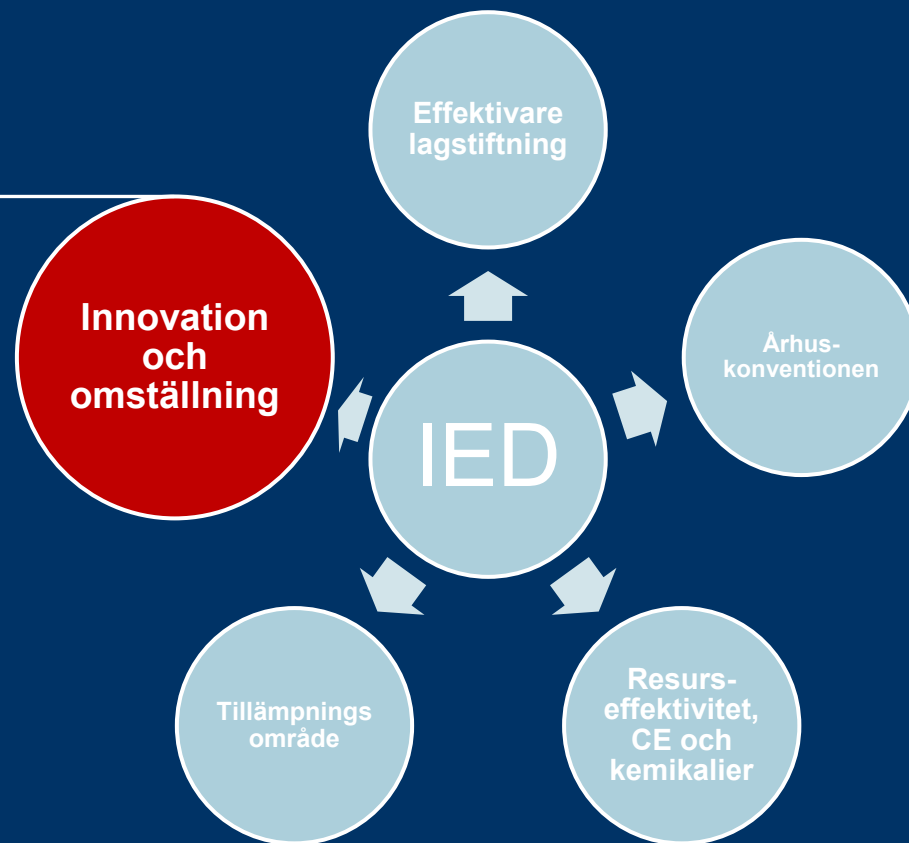 Effektivare
lagstiftning
Innovation
och
omställning
Århus-
konventionen
IED
Tillämpnings
område
Resurs-
effektivitet,
CE och
kemikalier